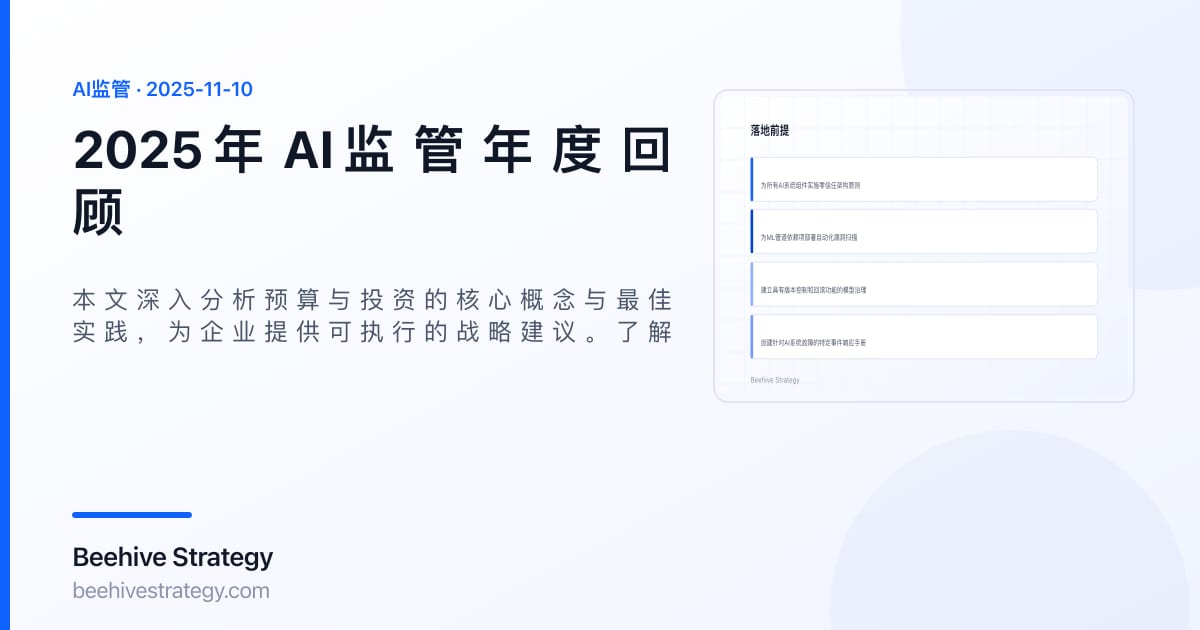 AI监管 · 2025-11-10
2025年 AI监管年度回
顾
本文深入分析预算与投资的核心概念与最佳
实践，为企业提供可执行的战略建议。了解
Beehive Strategy
beehivestrategy.com
落地前提
为所有AI系统组件实施零信任架构原则
为ML管道依赖项部署自动化漏洞扫描
建立具有版本控制和回滚功能的模型治理
创建针对AI系统故障的特定事件响应手册
Beehive Strategy